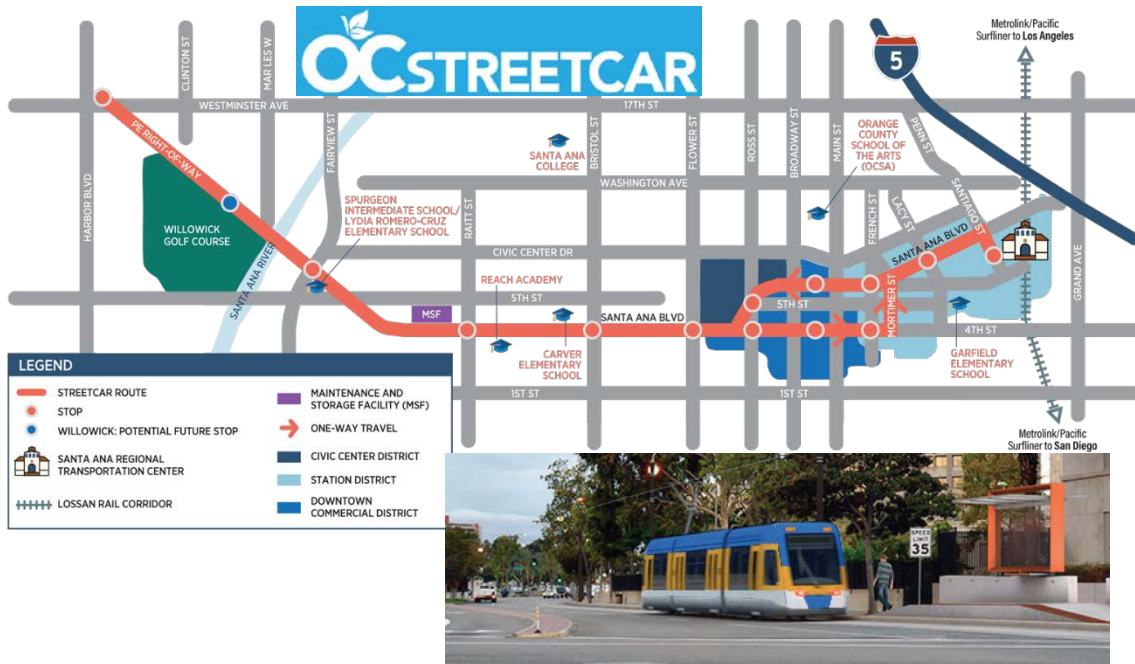 OC STREETCAR
Metrolink/Pacific
Surfliner to Los Angeles
5
CLINTON ST
MAR LES W
WESTMINSTER AVE
17TH ST
HARBOR BLVD
PE RIGHT-OF-WAY
FAIRVIEW ST
BRISTOL ST
FLOWER ST
ROSS ST
BROADWAY ST
MAIN ST
PENN ST
ORANGE
COUNTY
SCHOOL OF
THE ARTS
(OCSA)
SANTA ANA
COLLEGE
WASHINGTON AVE
SANTIAGO ST
FRENCH ST
LACY ST
SPURGEON
INTERMEDIATE SCHOOL/
LYDIA ROMERO-CRUZ
ELEMENTARY SCHOOL
RAITT ST
WILLOWICK
GOLF COURSE
SANTA ANA RIVER
CIVIC CENTER DR
SANTA ANA BLVD
GRAND AVE
REACH ACADEMY
5TH ST
5TH ST
MORTIMER ST
MSF
SANTA ANA BLVD
4TH ST
CARVER
ELEMENTARY
SCHOOL
GARFIELD
ELEMENTARY
SCHOOL
1ST ST
1ST ST
Metrolink/Pacific
Surfliner to San Diego
LEGEND
STREETCAR ROUTE
STOP
WILLOWICK: POTENTIAL FUTURE STOP
SANTA ANA REGIONAL
TRANSPORTATION CENTER
LOSSAN RAIL CORRIDOR
MAINTENANCE AND
STORAGE FACILITY (MSF)
ONE-WAY TRAVEL
CIVIC CENTER DISTRICT
STATION DISTRICT
DOWNTOWN
COMMERCIAL DISTRICT
SPEED
LIMIT
35